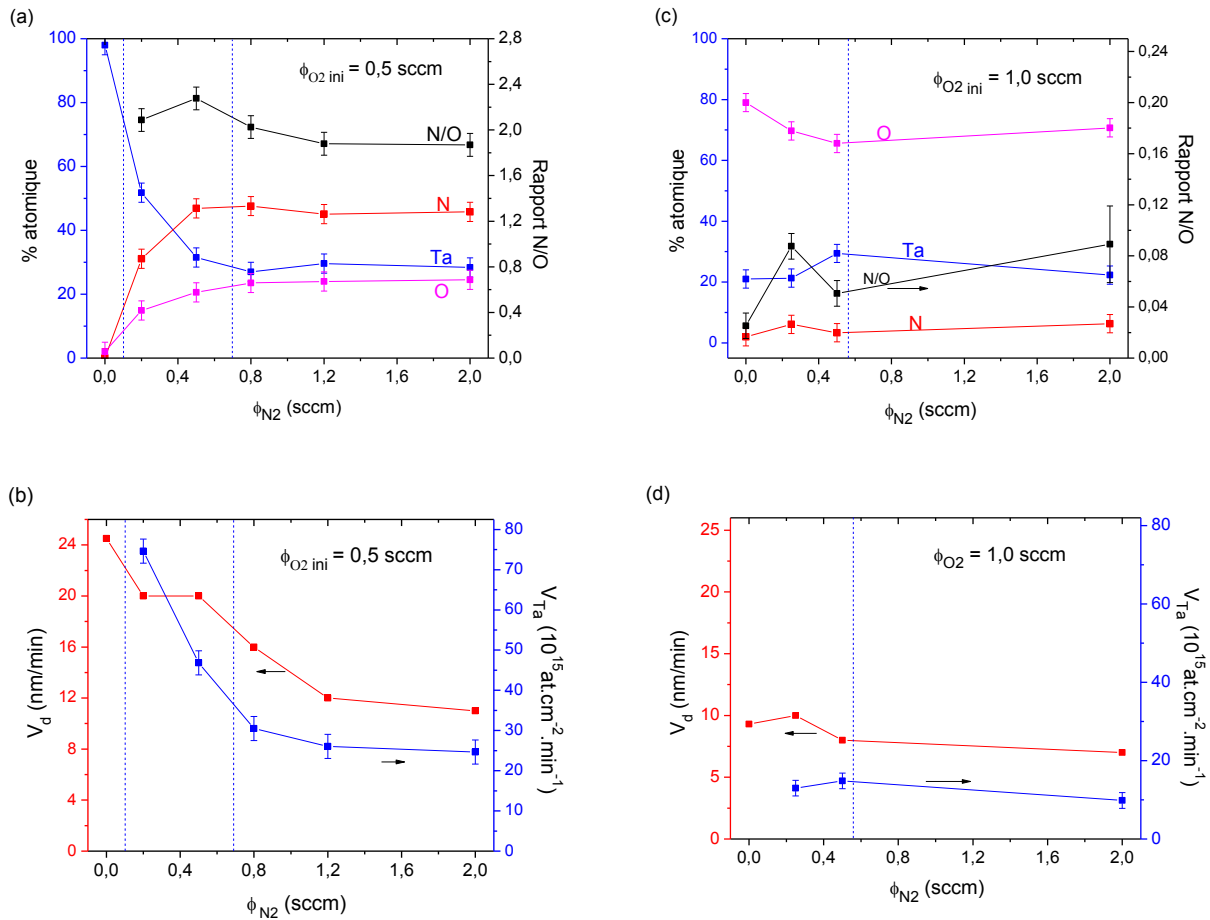 (a)
ϕO2 ini = 0,5 sccm
N/O
N
Ta
O
100
80
60
40
20
0
% atomique
2,8
2,4
2,0
1,6
1,2
0,8
0,4
0,0
Rapport N/O
0,0 0,4 0,8 1,2 1,6 2,0
ϕN2 (sccm)
(c)
ϕO2 ini = 1,0 sccm
O
Ta
N/O
N
100
80
60
40
20
0
% atomique
0,24
0,20
0,16
0,12
0,08
0,04
0,00
Rapport N/O
0,0 0,4 0,8 1,2 1,6 2,0
ϕN2 (sccm)
(b)
ϕO2 ini = 0,5 sccm
24
20
16
12
8
4
0
Vd (nm/min)
80
70
60
50
40
30
20
10
0
VTa (10^15at.cm^-2.min^-1)
0,0 0,4 0,8 1,2 1,6 2,0
ϕN2 (sccm)
(d)
ϕO2 = 1,0 sccm
25
20
15
10
5
0
Vd (nm/min)
80
60
40
20
0
VTa (10^15at.cm^-2.min^-1)
0,0 0,4 0,8 1,2 1,6 2,0
ϕN2 (sccm)